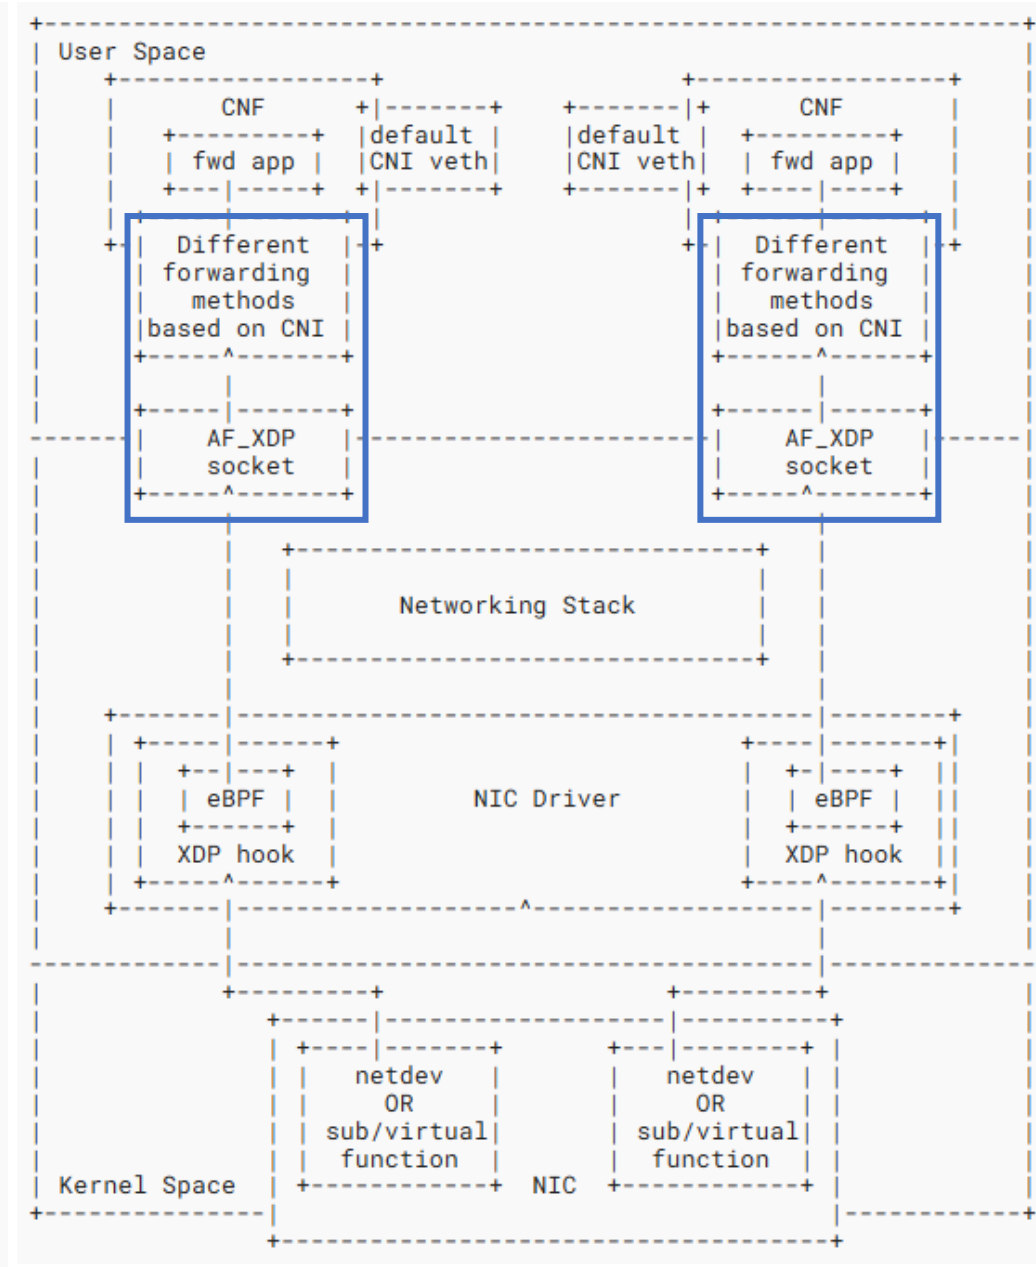 User Space
CNF CNF
default default
fwd app CNI veth CNI veth fwd app
Different Different
forwarding forwarding
methods methods
based on CNI based on CNI
AF_XDP AF_XDP
socket socket
Networking Stack
eBPF NIC Driver eBPF
XDP hook XDP hook
netdev netdev
OR OR
sub/virtual sub/virtual
function function
Kernel Space NIC